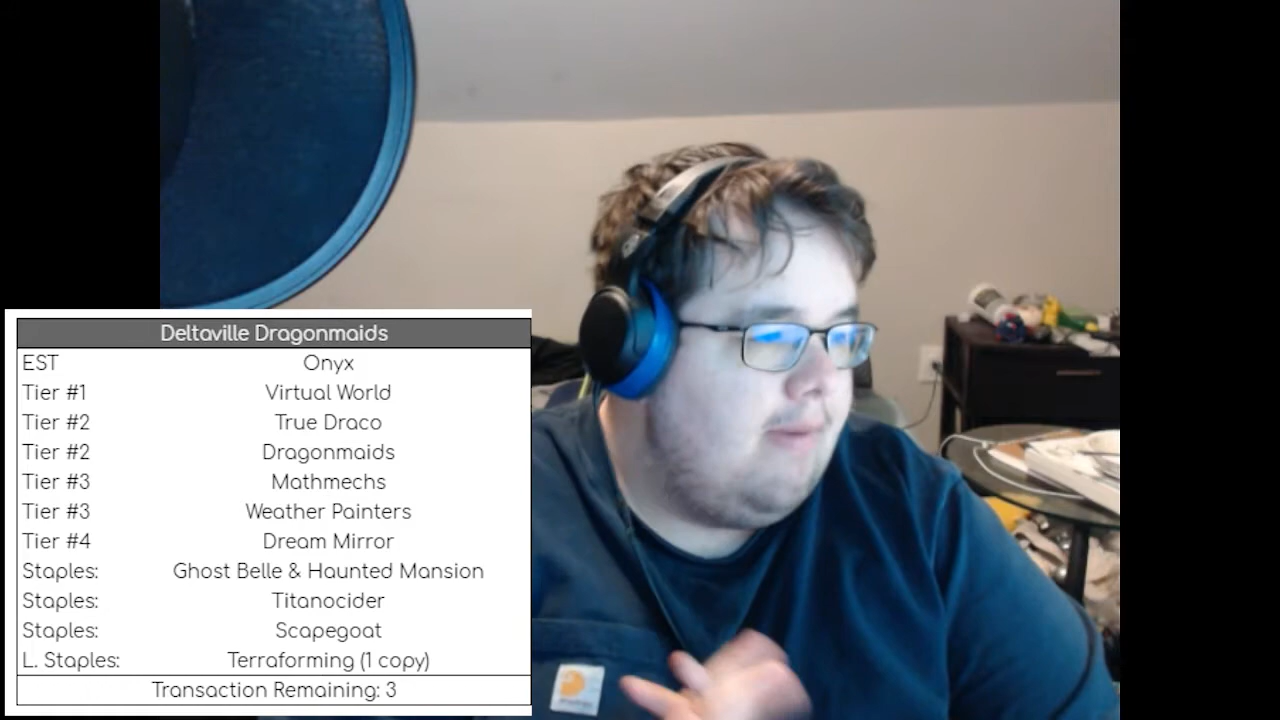 Deltaville Dragonmaids
EST Onyx
Tier #1 Virtual World
Tier #2 True Draco
Tier #2 Dragonmaids
Tier #3 Mathmechs
Tier #3 Weather Painters
Tier #4 Dream Mirror
Staples: Ghost Belle & Haunted Mansion
Staples: Titanocider
Staples: Scapegoat
L. Staples: Terraforming (1 copy)
Transaction Remaining: 3